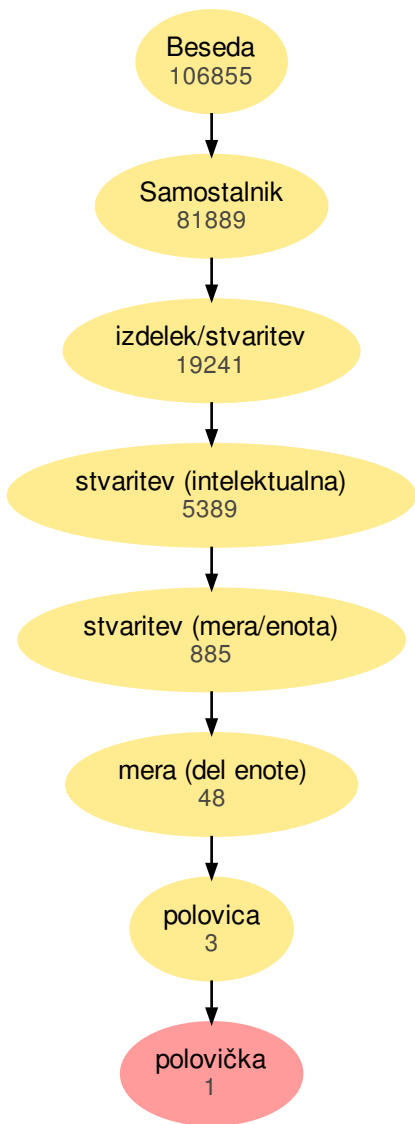 Beseda
106855
Samostalnik
81889
izdelek/stvaritev
19241
stvaritev (intelektualna)
5389
stvaritev (mera/enota)
885
mera (del enote)
48
polovica
3
polovička
1